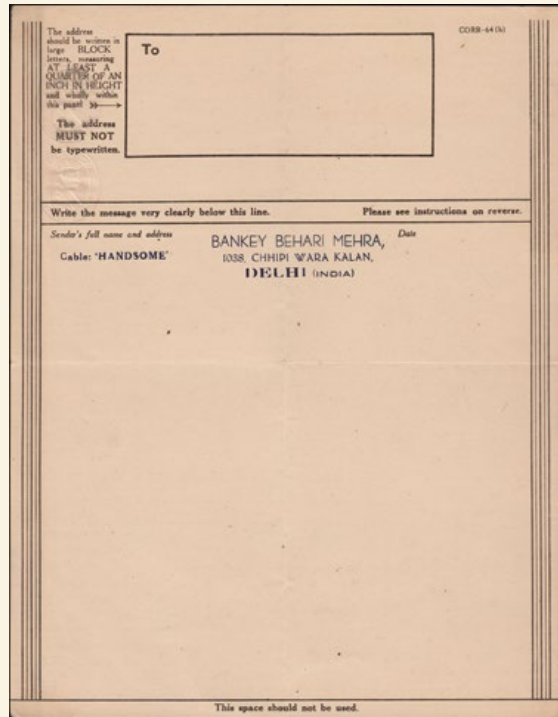 The address
should be written in
large BLOCK
letters, measuring
AT LEAST A
QUARTER OF AN
INCH IN HEIGHT
and wholly within
this panel
The address
MUST NOT
be typewritten.
To
CORR-64(h)
Write the message very clearly below this line. Please see instructions on reverse.
Sender's full name and address Date
Cable: 'HANDSOME'
BANKEY BEHARI MEHRA,
1038, CHHIPI WARA KALAN,
DELHI (INDIA)
This space should not be used.